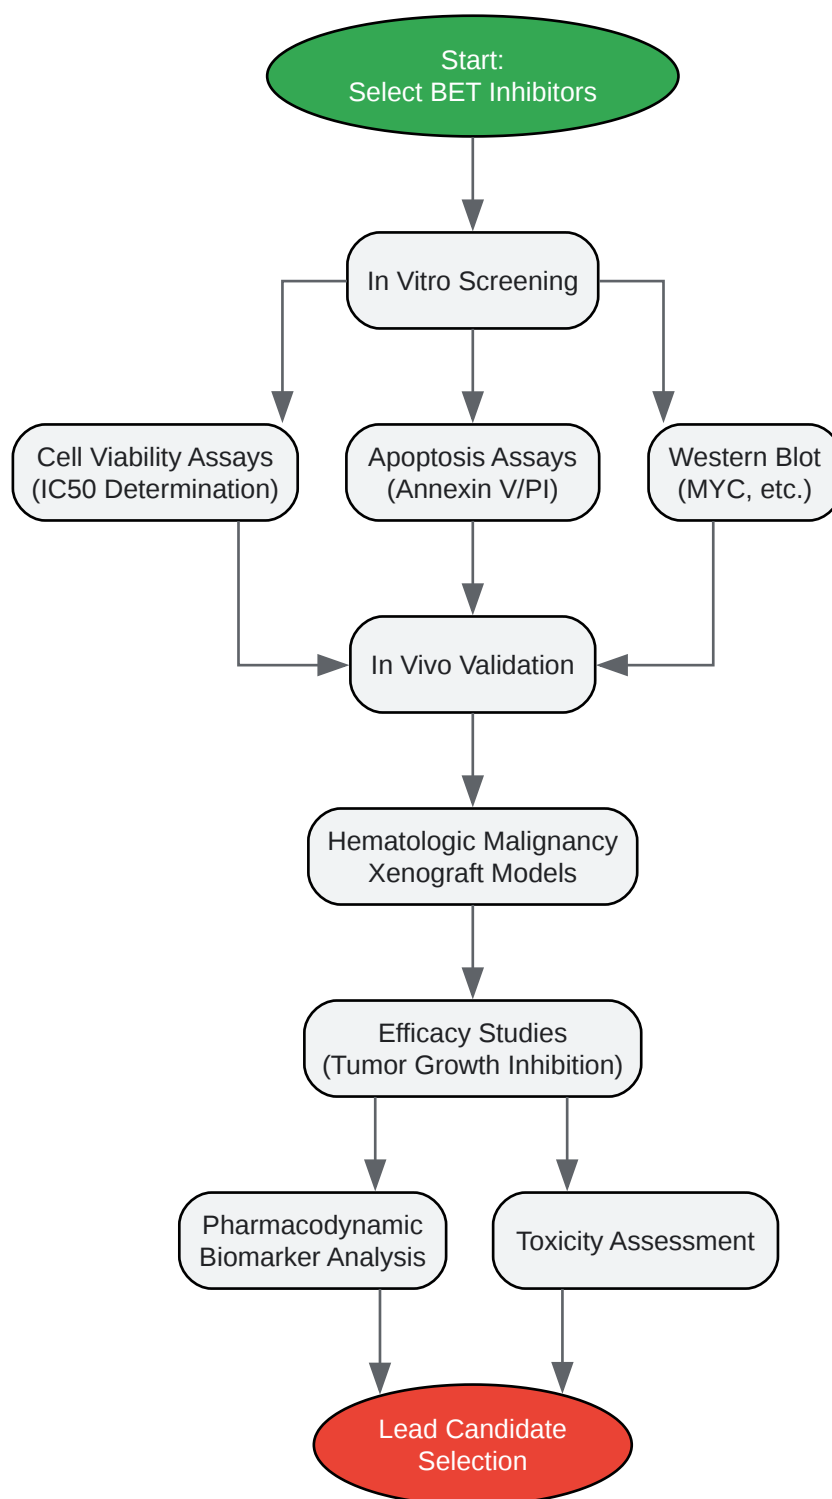 Start:
Select BET Inhibitors
In Vitro Screening
Cell Viability Assays
(IC50 Determination)
Apoptosis Assays
(Annexin V/PI)
Western Blot
(MYC, etc.)
In Vivo Validation
Hematologic Malignancy
Xenograft Models
Efficacy Studies
(Tumor Growth Inhibition)
Pharmacodynamic
Biomarker Analysis
Toxicity Assessment
Lead Candidate
Selection